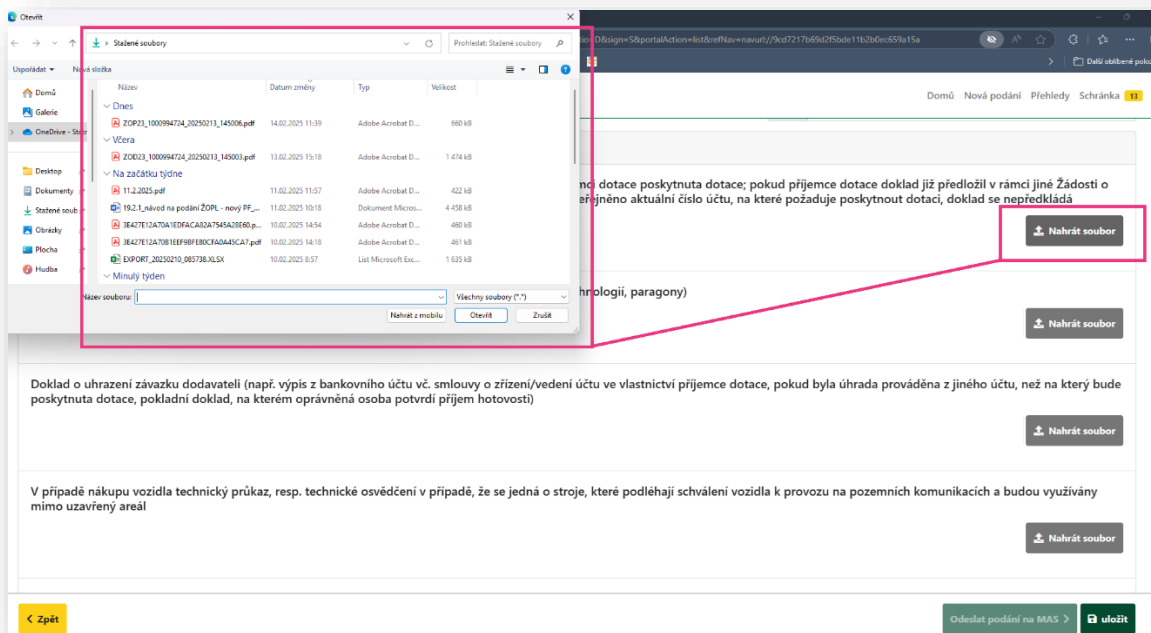 Otevřít
Stažené soubory
Prohledat: Stažené soubory
Uspořádat
Nová složka
Domů
Galerie
Desktop
Dokumenty
Stažené soub
Obrázky
Plocha
Hudba
Název Datum změny Typ Velikost
Dnes
ZOP23_1000994724_20250213_145006.pdf 14.02.2025 11:39 Adobe Acrobat D... 660 kB
Včera
ZOD23_1000994724_20250213_145003.pdf 13.02.2025 15:18 Adobe Acrobat D... 1 474 kB
Na začátku týdne
11.2.2025.pdf 11.02.2025 11:57 Adobe Acrobat D... 422 kB
19.2.1_návod na podání ŽOPL - nový PF_... 11.02.2025 10:18 Dokument Micros... 4 458 kB
3E427E12A70A1EDFACA82A7545A28E60.p... 10.02.2025 14:54 Adobe Acrobat D... 460 kB
3E427E12A70B1EEF9BFE80CFA0A45CA7.pdf 10.02.2025 14:18 Adobe Acrobat D... 461 kB
EXPORT_20250210_085738.XLSX 10.02.2025 8:57 List Microsoft Exc... 1 635 kB
Minulý týden
Název souboru: Všechny soubory (*.*)
Nahrát z mobilu Otevřít Zrušit
Další oblíbené polo
Domů Nová podání Přehledy Schránka 13
dotace poskytnuta dotace; pokud příjemce dotace doklad již předložil v rámci jiné Žádosti o
aktuální číslo účtu, na které požaduje poskytnout dotaci, doklad se nepředkládá
Nahrát soubor
paragony)
Nahrát soubor
Doklad o uhrazení závazku dodavateli (např. výpis z bankovního účtu vč. smlouvy o zřízení/vedení účtu ve vlastnictví příjemce dotace, pokud byla úhrada prováděna z jiného účtu, než na který bude
poskytnuta dotace, pokladní doklad, na kterém oprávněná osoba potvrdí příjem hotovosti)
Nahrát soubor
V případě nákupu vozidla technický průkaz, resp. technické osvědčení v případě, že se jedná o stroje, které podléhají schválení vozidla k provozu na pozemních komunikacích a budou využívány
mimo uzavřený areál
Nahrát soubor
Zpět
Odeslat podání na MAS
uložit